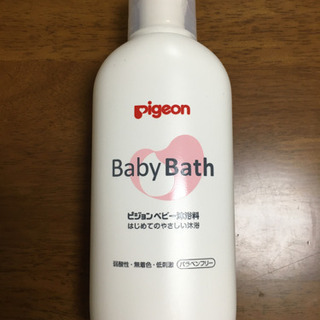 pigeon
Baby Bath
ピジョン ベビー沐浴料
はじめてのやさしい沐浴
弱酸性・無着色・低刺激 パラベンフリー